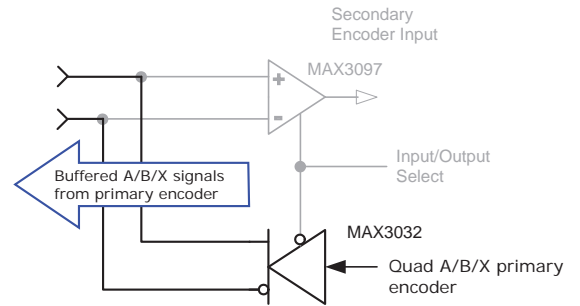 Secondary
Encoder Input
MAX3097
+
-
Input/Output
Select
Buffered A/B/X signals
from primary encoder
MAX3032
Quad A/B/X primary
encoder